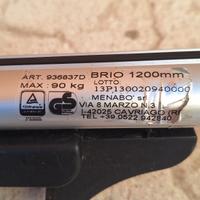 ART. 936837D BRIO 1200mm
MAX: 90 kg LOTTO:
13P130020940000
MENABO' srl
VIA 8 MARZO N.3
I-42025 CAVRIAGO (R
TEL +39 0522 942840